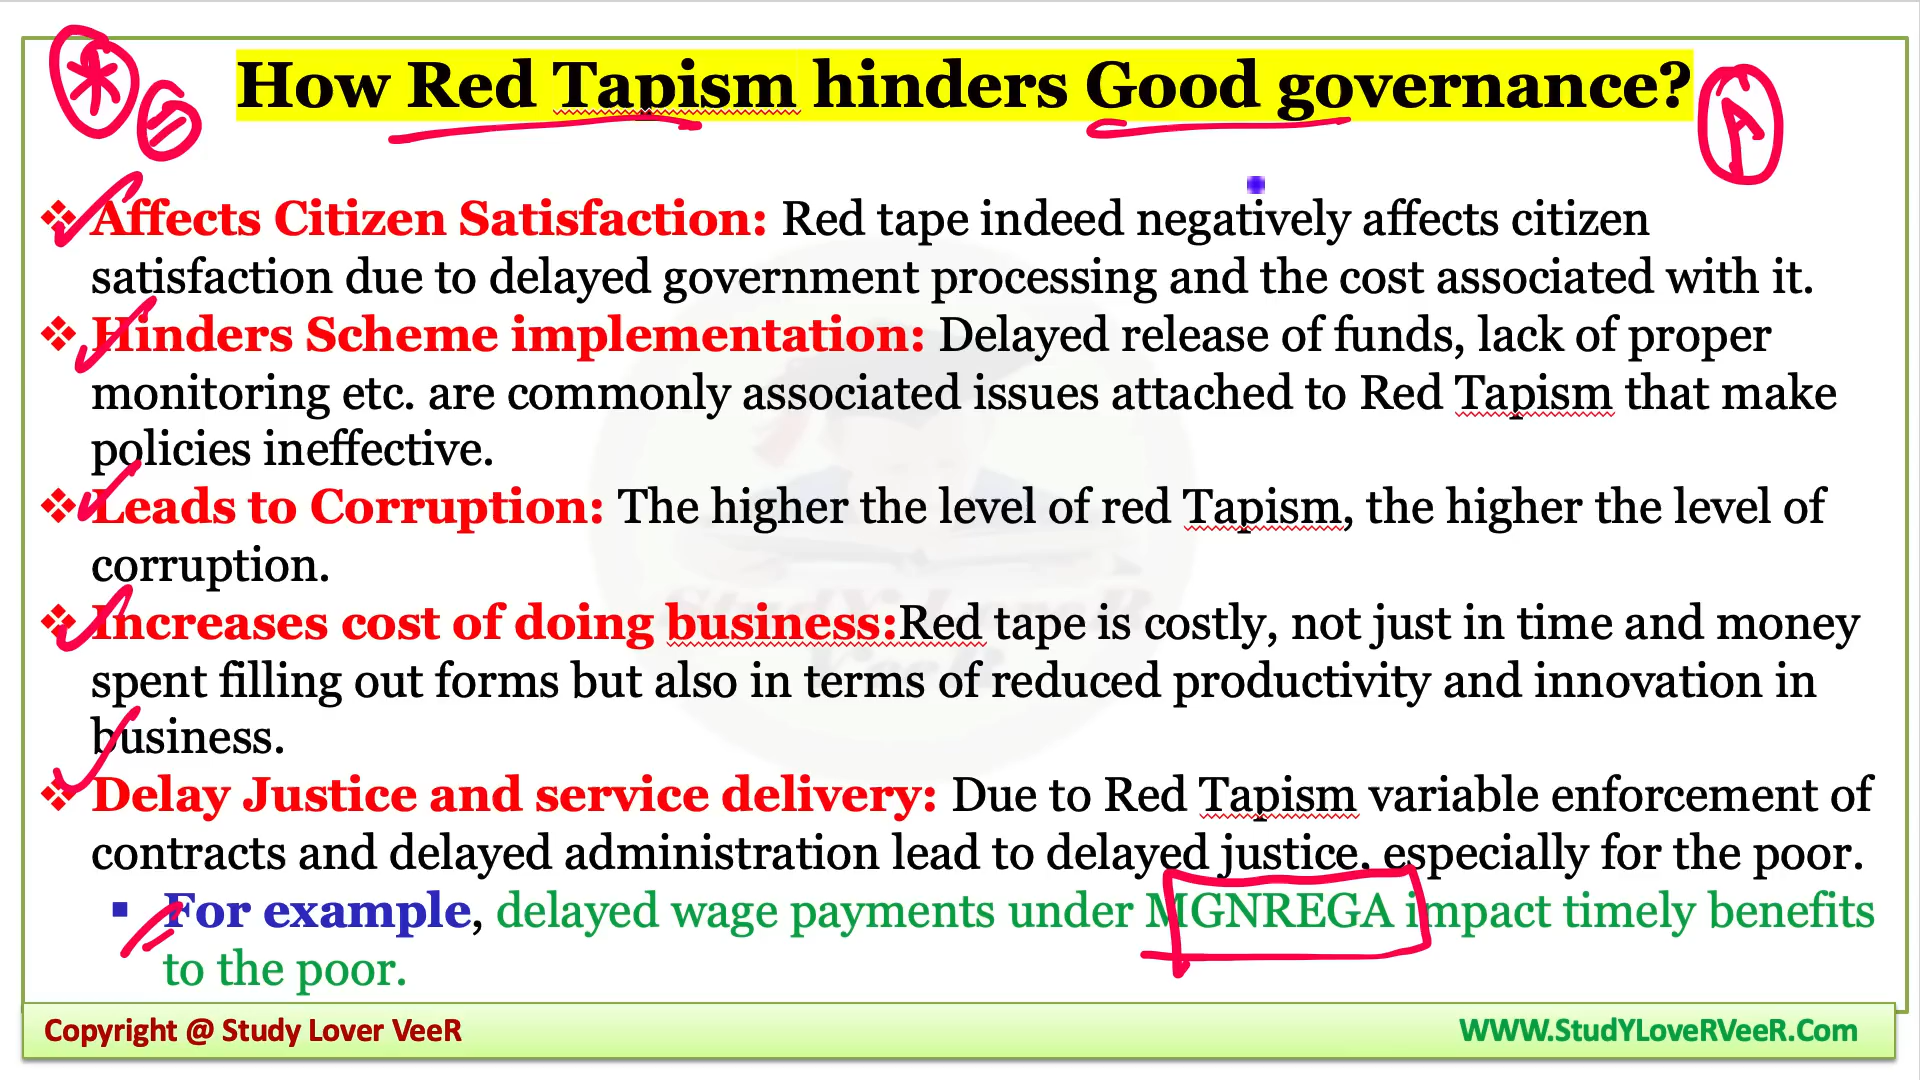 How Red Tapism hinders Good governance?
A
❖ Affects Citizen Satisfaction: Red tape indeed negatively affects citizen
satisfaction due to delayed government processing and the cost associated with it.
❖ Hinders Scheme implementation: Delayed release of funds, lack of proper
monitoring etc. are commonly associated issues attached to Red Tapism that make
policies ineffective.
❖ Leads to Corruption: The higher the level of red Tapism, the higher the level of
corruption.
❖ Increases cost of doing business:Red tape is costly, not just in time and money
spent filling out forms but also in terms of reduced productivity and innovation in
business.
❖ Delay Justice and service delivery: Due to Red Tapism variable enforcement of
contracts and delayed administration lead to delayed justice, especially for the poor.
▪ For example, delayed wage payments under MGNREGA impact timely benefits
to the poor.
StudY LoveR
VeeR
Copyright @ Study Lover VeeR
WWW.StudYLoveRVeeR.Com